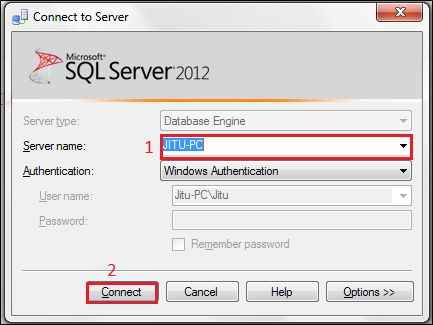 Connect to Server
Microsoft®
SQL Server® 2012
Server type: Database Engine
Server name: 1 JITU-PC
Authentication: Windows Authentication
User name: Jitu-PC\Jitu
Password:
Remember password
2
Connect Cancel Help Options >>